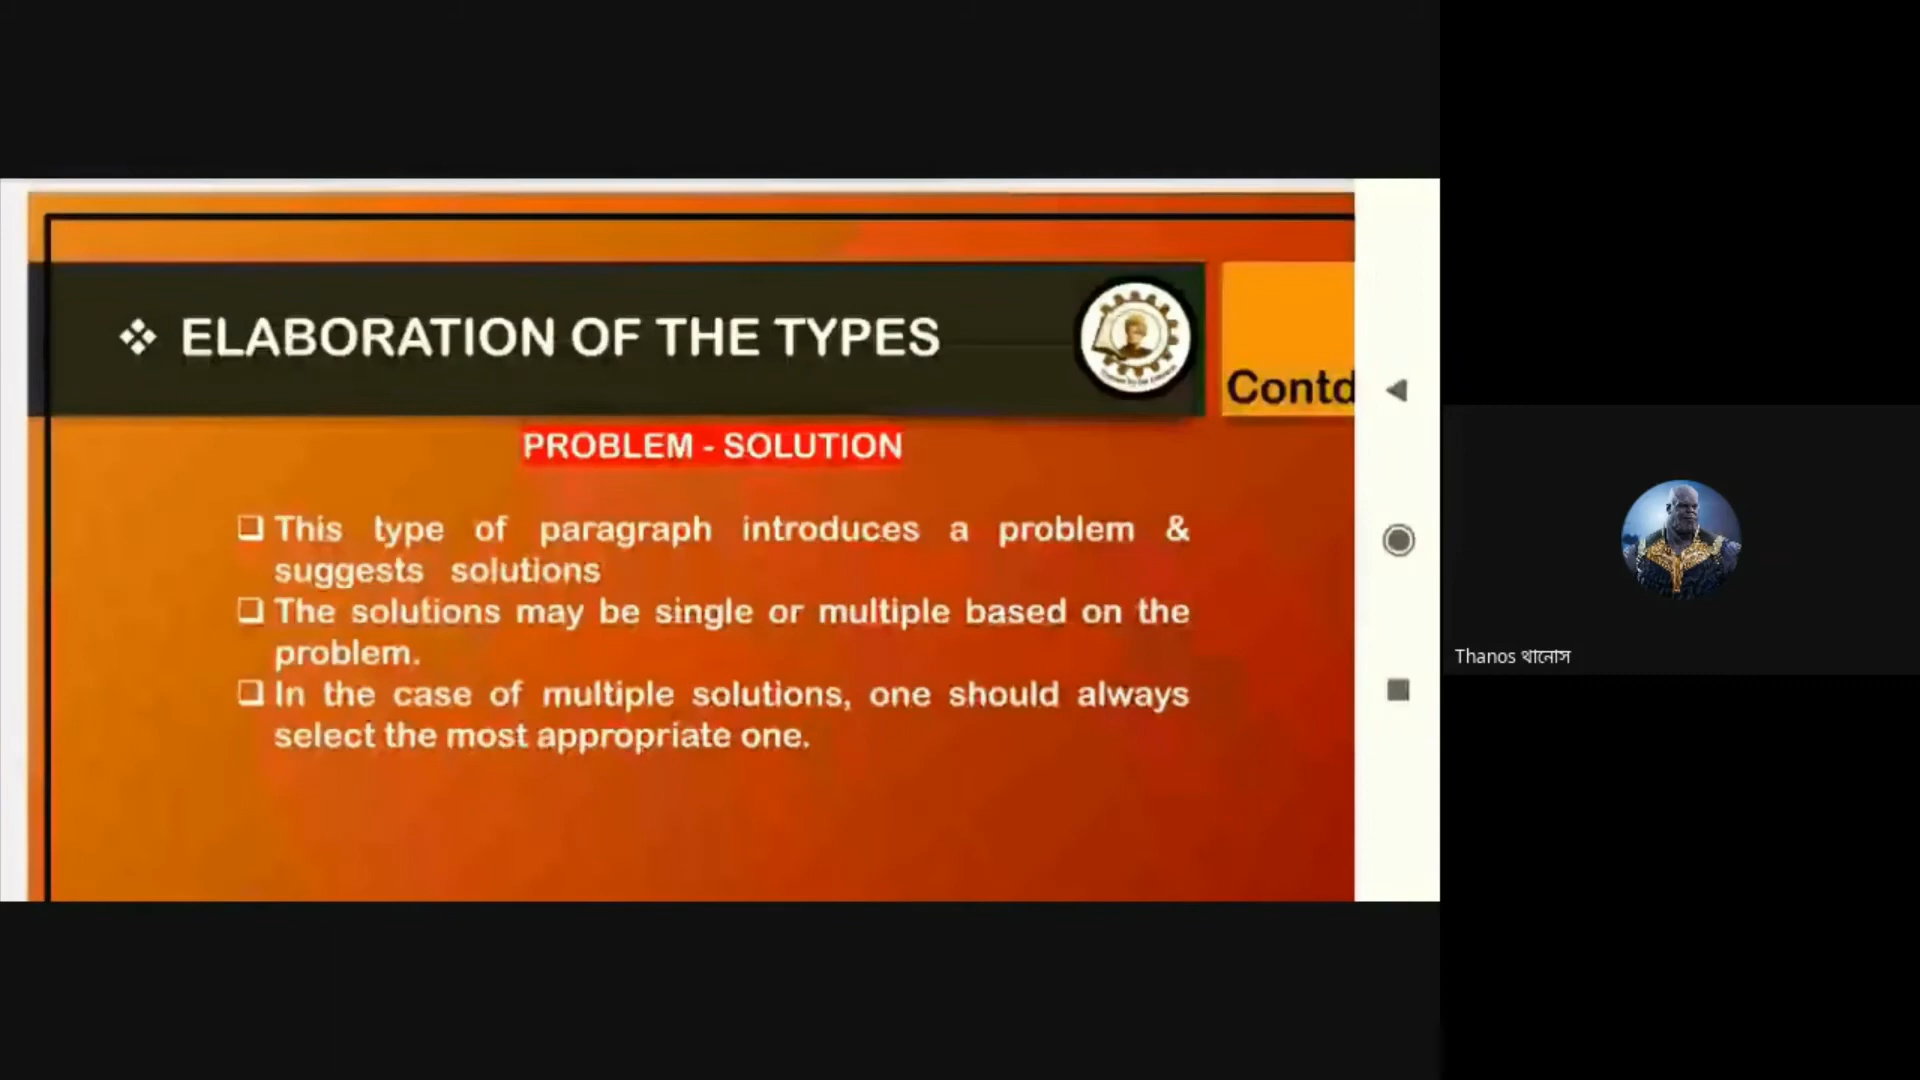 ❖ ELABORATION OF THE TYPES
Contd
PROBLEM - SOLUTION
❑ This type of paragraph introduces a problem &
suggests solutions
❑ The solutions may be single or multiple based on the
problem.
❑ In the case of multiple solutions, one should always
select the most appropriate one.
Thanos থানোস